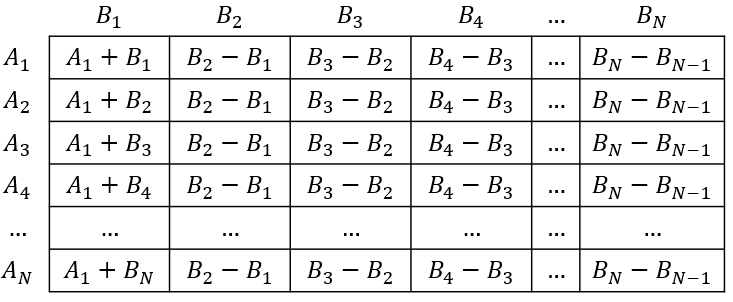 B₁ B₂ B₃ B₄ ... B_N
A₁ A₁ + B₁ B₂ − B₁ B₃ − B₂ B₄ − B₃ ... B_N − B_{N−1}
A₂ A₁ + B₂ B₂ − B₁ B₃ − B₂ B₄ − B₃ ... B_N − B_{N−1}
A₃ A₁ + B₃ B₂ − B₁ B₃ − B₂ B₄ − B₃ ... B_N − B_{N−1}
A₄ A₁ + B₄ B₂ − B₁ B₃ − B₂ B₄ − B₃ ... B_N − B_{N−1}
... ... ... ... ... ... ...
A_N A₁ + B_N B₂ − B₁ B₃ − B₂ B₄ − B₃ ... B_N − B_{N−1}